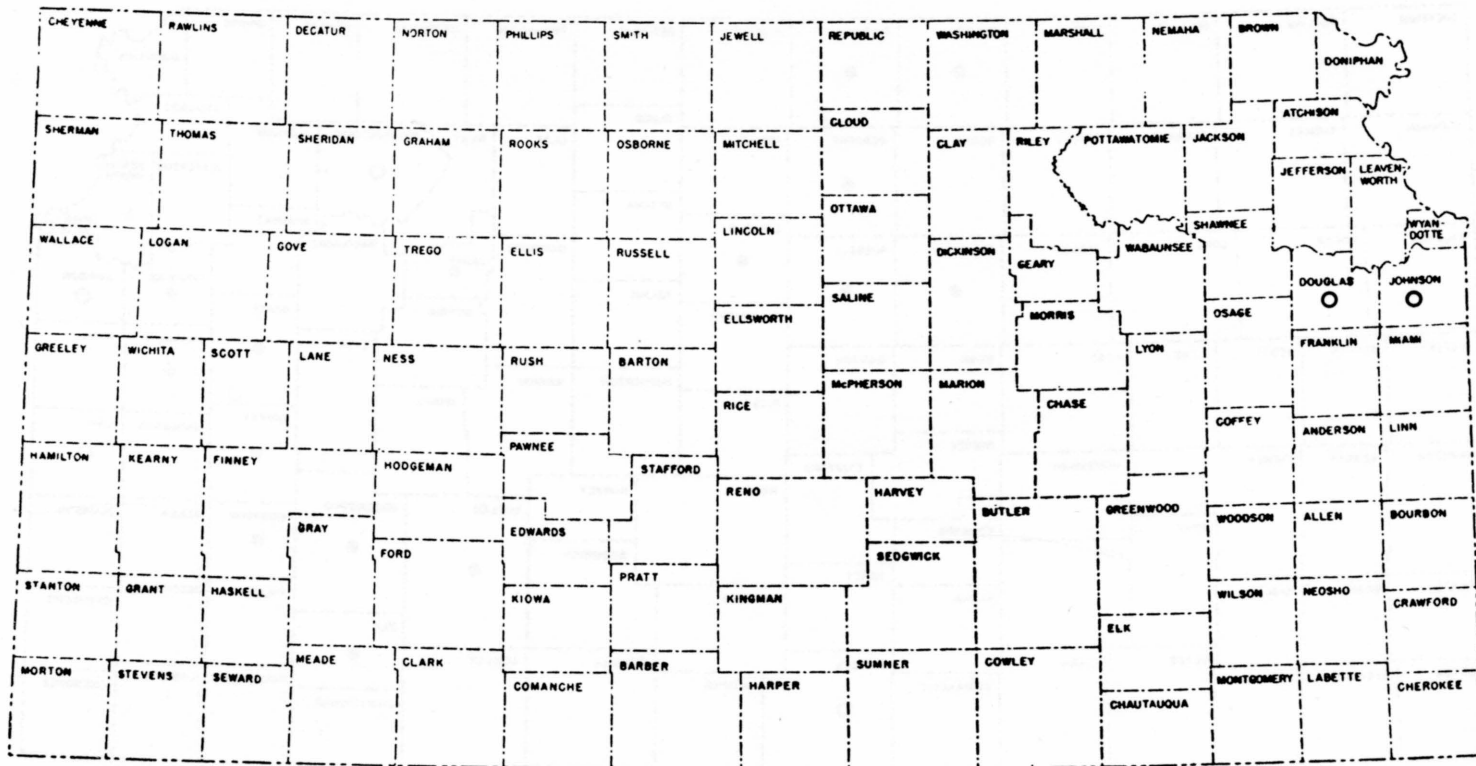 CHEYENNE
RAWLINS
DECATUR
NORTON
PHILLIPS
SMITH
JEWELL
REPUBLIC
WASHINGTON
MARSHALL
NEMAHA
BROWN
DONIPHAN
SHERMAN
THOMAS
SHERIDAN
GRAHAM
ROOKS
OSBORNE
MITCHELL
CLOUD
CLAY
RILEY
POTTAWATOMIE
JACKSON
ATCHISON
JEFFERSON
LEAVEN
WORTH
WALLACE
LOGAN
GOVE
TREGO
ELLIS
RUSSELL
LINCOLN
OTTAWA
DICKINSON
GEARY
WABAUNSEE
SHAWNEE
WYAN-
DOTTE
SALINE
MORRIS
OSAGE
DOUGLAS
JOHNSON
GREELEY
WICHITA
SCOTT
LANE
NESS
RUSH
BARTON
ELLSWORTH
LYON
FRANKLIN
MIAMI
RICE
McPHERSON
MARION
CHASE
COFFEY
ANDERSON
LINN
HAMILTON
KEARNY
FINNEY
HODGEMAN
PAWNEE
STAFFORD
RENO
HARVEY
BUTLER
GREENWOOD
WOODSON
ALLEN
BOURBON
GRAY
FORD
EDWARDS
SEDGWICK
STANTON
GRANT
HASKELL
KIOWA
PRATT
KINGMAN
ELK
WILSON
NEOSHO
CRAWFORD
MORTON
STEVENS
SEWARD
MEADE
CLARK
COMANCHE
BARBER
HARPER
SUMNER
COWLEY
CHAUTAUQUA
MONTGOMERY
LABETTE
CHEROKEE